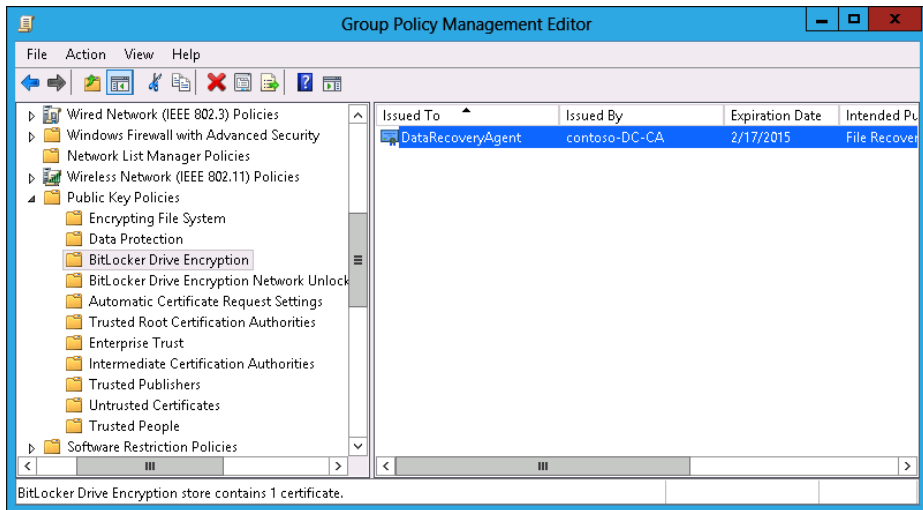 Group Policy Management Editor
File Action View Help
Wired Network (IEEE 802.3) Policies
Windows Firewall with Advanced Security
Network List Manager Policies
Wireless Network (IEEE 802.11) Policies
Public Key Policies
Encrypting File System
Data Protection
BitLocker Drive Encryption
BitLocker Drive Encryption Network Unlock
Automatic Certificate Request Settings
Trusted Root Certification Authorities
Enterprise Trust
Intermediate Certification Authorities
Trusted Publishers
Untrusted Certificates
Trusted People
Software Restriction Policies
Issued To Issued By Expiration Date Intended Pu
DataRecoveryAgent contoso-DC-CA 2/17/2015 File Recover
BitLocker Drive Encryption store contains 1 certificate.